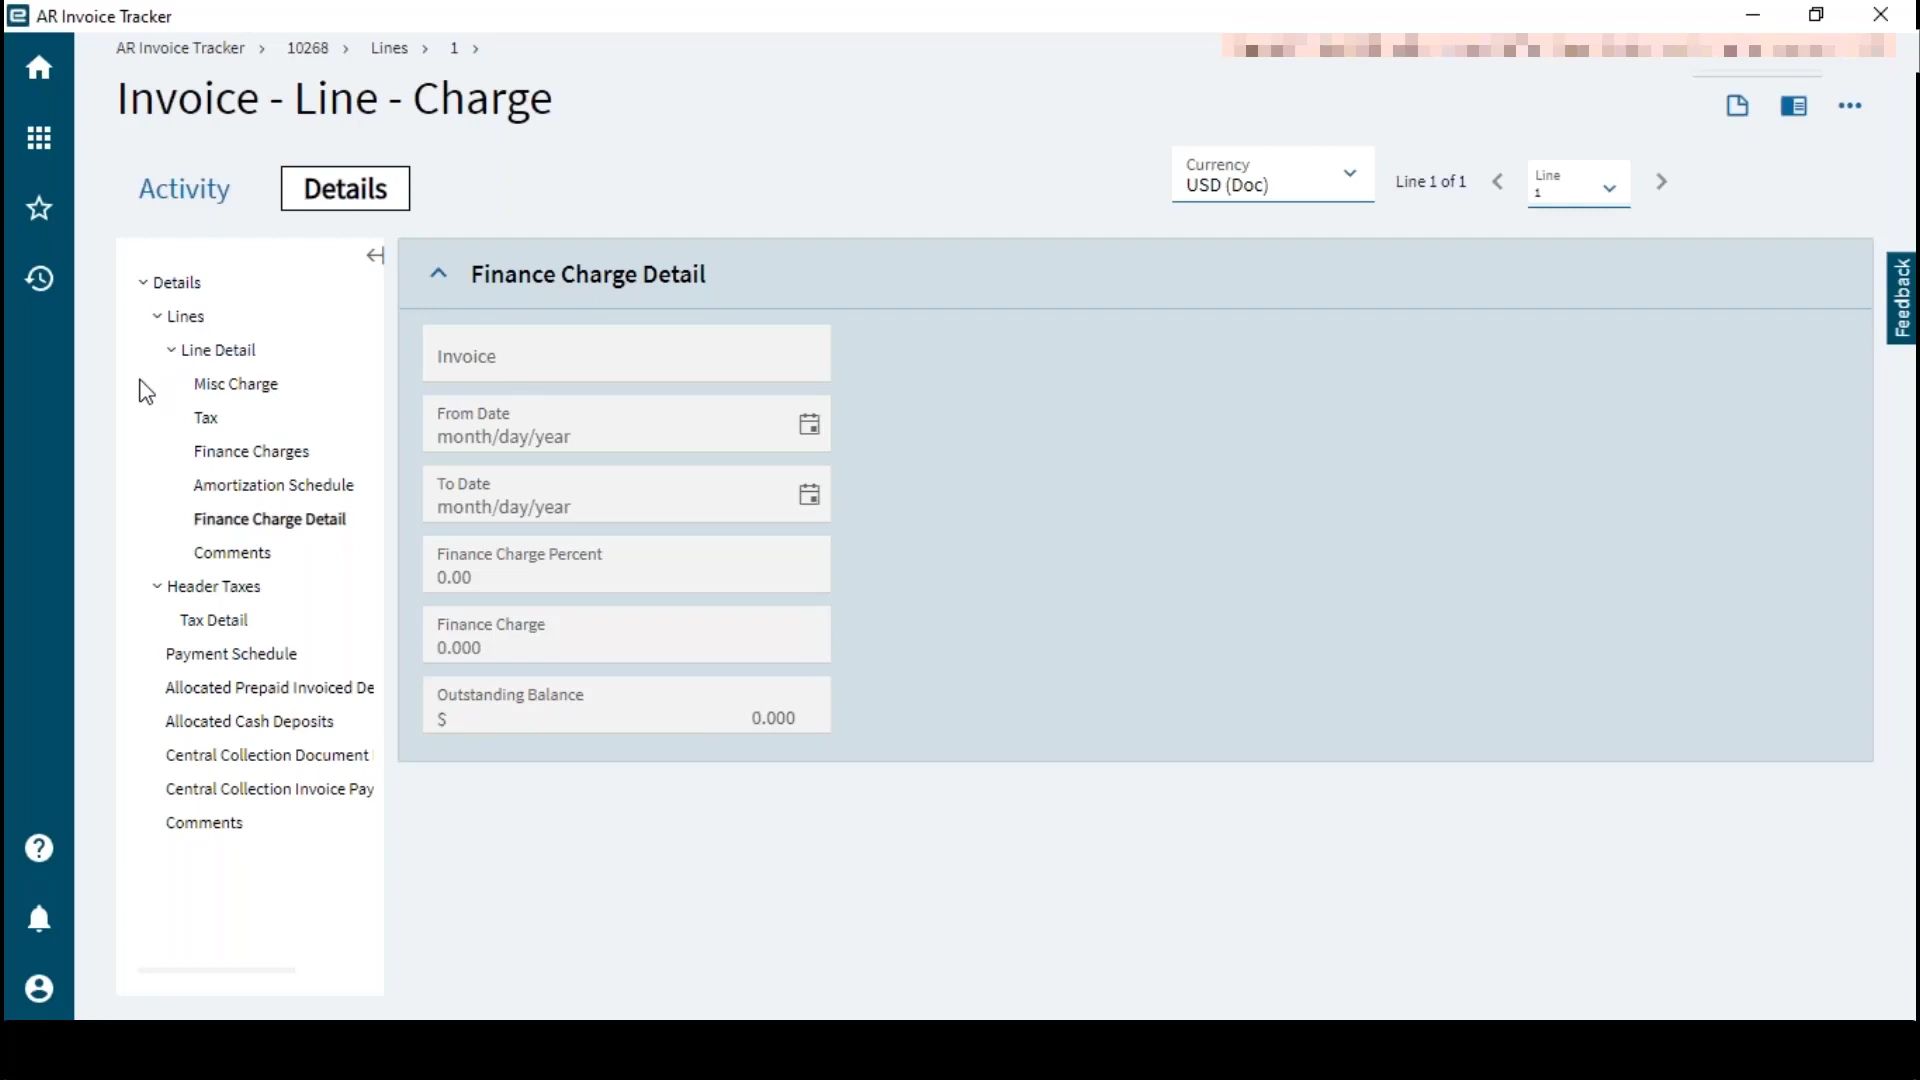 AR Invoice Tracker
AR Invoice Tracker > 10268 > Lines > 1 >
Invoice - Line - Charge
Activity
Details
Currency
USD (Doc)
Line 1 of 1
Line
1
Feedback
Details
Lines
Line Detail
Misc Charge
Tax
Finance Charges
Amortization Schedule
Finance Charge Detail
Comments
Header Taxes
Tax Detail
Payment Schedule
Allocated Prepaid Invoiced De
Allocated Cash Deposits
Central Collection Document
Central Collection Invoice Pay
Comments
Finance Charge Detail
Invoice
From Date
month/day/year
To Date
month/day/year
Finance Charge Percent
0.00
Finance Charge
0.000
Outstanding Balance
$ 0.000